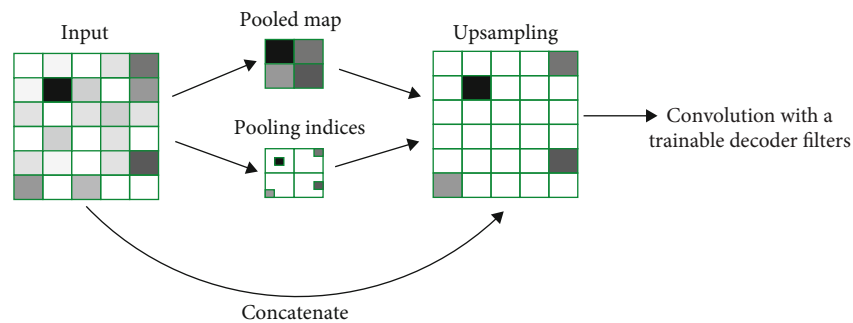 Input
Pooled map
Pooling indices
Upsampling
Convolution with a
trainable decoder filters
Concatenate